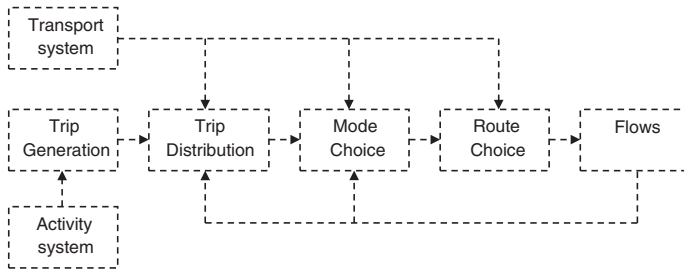 Transport
system
Trip
Generation
Trip
Distribution
Mode
Choice
Route
Choice
Flows
Activity
system